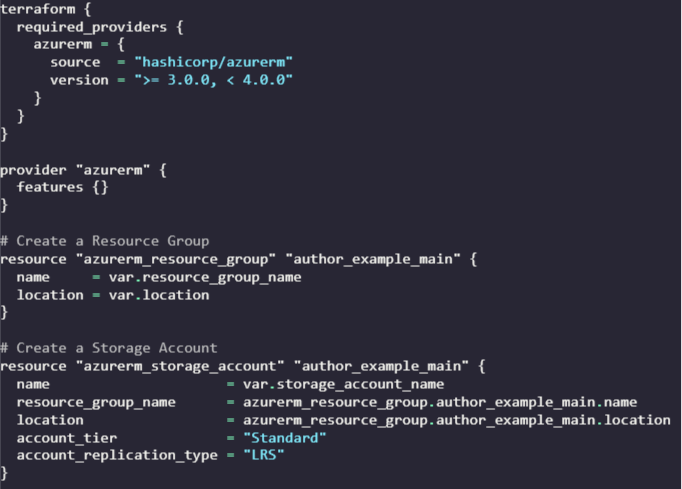 terraform {
  required_providers {
    azurerm = {
      source  = "hashicorp/azurerm"
      version = ">= 3.0.0, < 4.0.0"
    }
  }
}

provider "azurerm" {
  features {}
}

# Create a Resource Group
resource "azurerm_resource_group" "author_example_main" {
  name     = var.resource_group_name
  location = var.location
}

# Create a Storage Account
resource "azurerm_storage_account" "author_example_main" {
  name                     = var.storage_account_name
  resource_group_name      = azurerm_resource_group.author_example_main.name
  location                 = azurerm_resource_group.author_example_main.location
  account_tier             = "Standard"
  account_replication_type = "LRS"
}